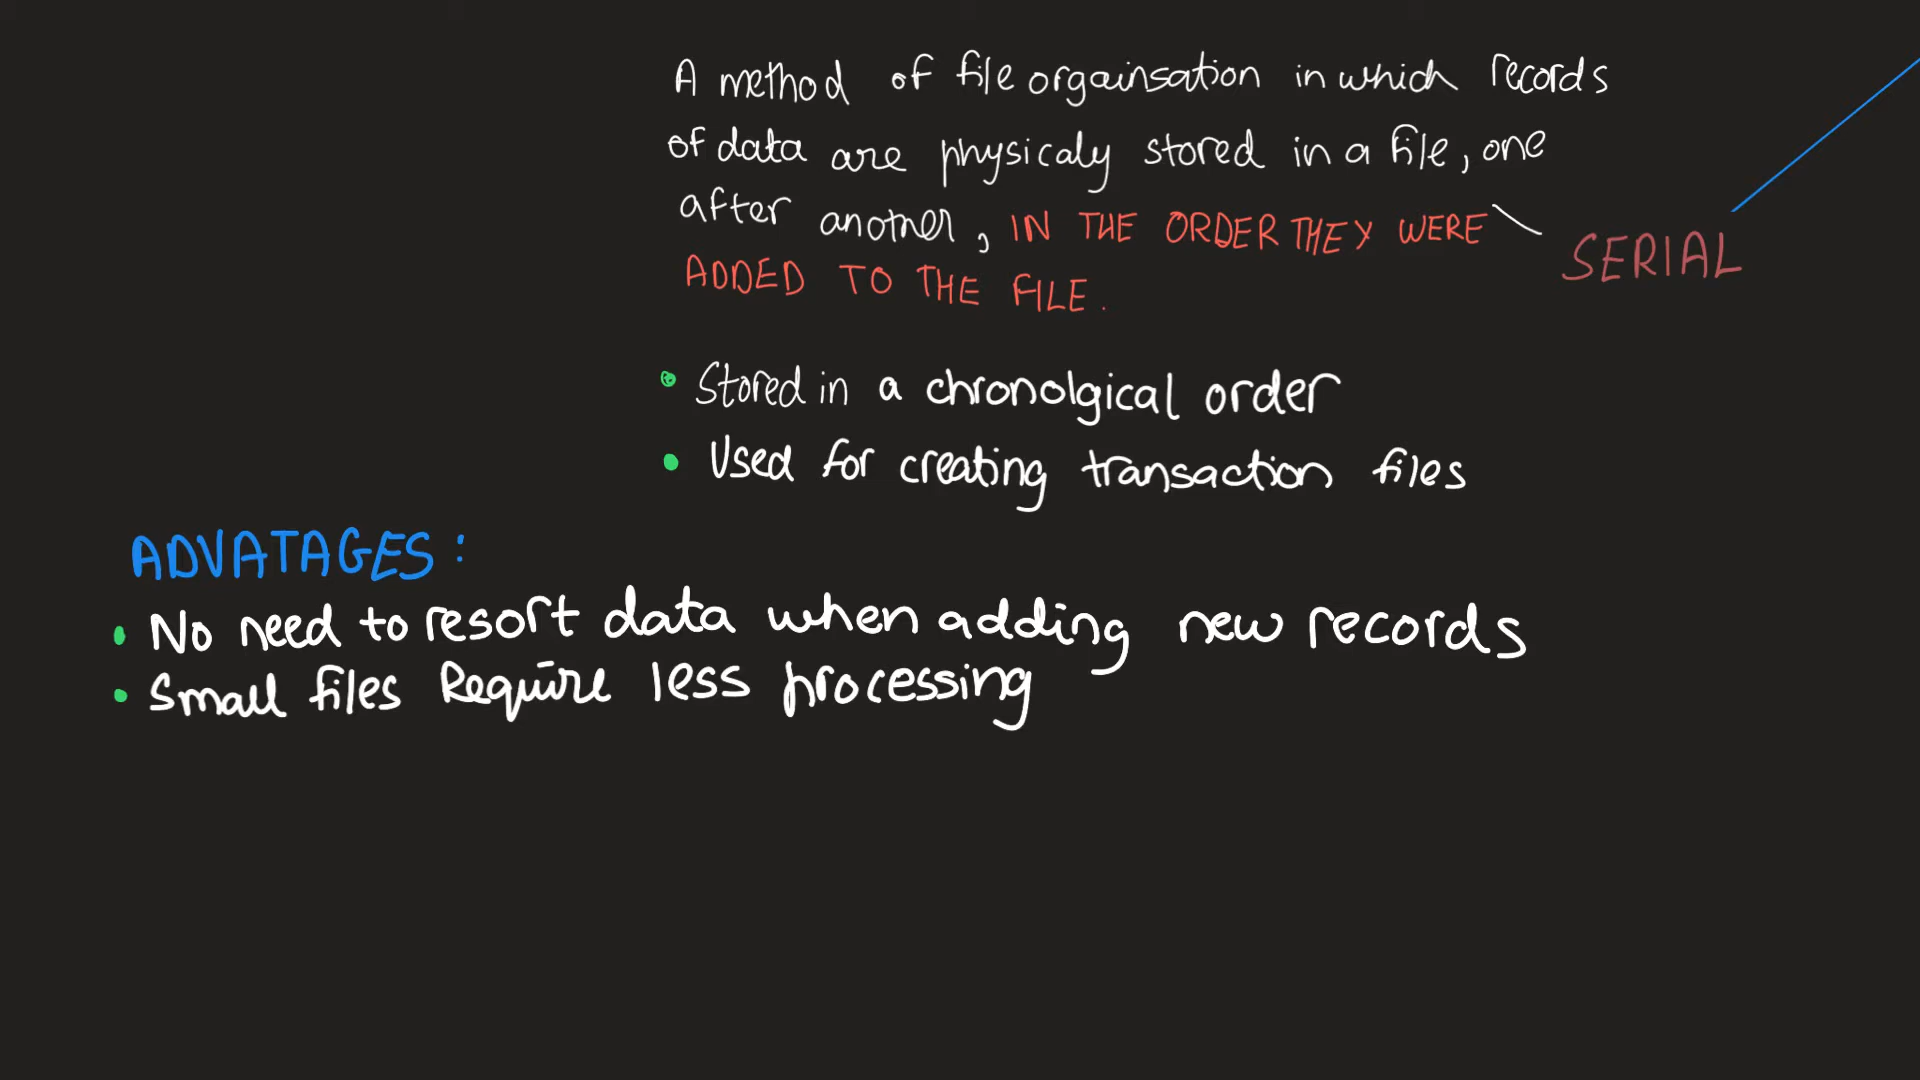 A method of file orgainsation in which records
of data are physicaly stored in a file, one
after another, IN THE ORDER THEY WERE
ADDED TO THE FILE.
SERIAL
• Stored in a chronolgical order
• Used for creating transaction files
ADVATAGES:
• No need to resort data when adding new records
• Small files Require less processing